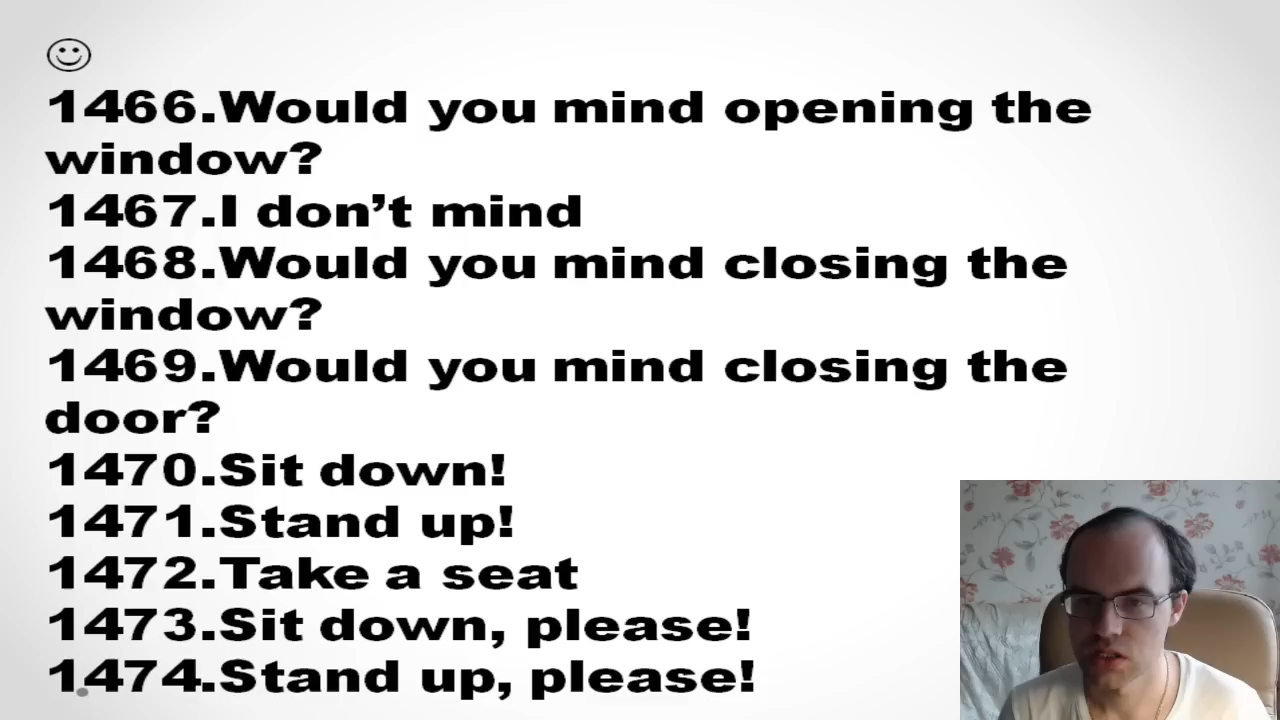 1466.Would you mind opening the
window?
1467.I don’t mind
1468.Would you mind closing the
window?
1469.Would you mind closing the
door?
1470.Sit down!
1471.Stand up!
1472.Take a seat
1473.Sit down, please!
1474.Stand up, please!